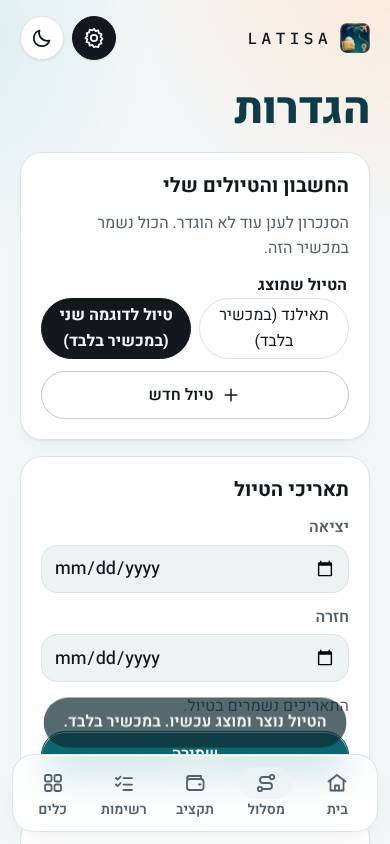 LATISA
הגדרות
החשבון והטיולים שלי
הסנכרון לענן עוד לא הוגדר. הכול נשמר
במכשיר הזה.
הטיול שמוצג
תאילנד (במכשיר
בלבד)
טיול לדוגמה שני
(במכשיר בלבד)
+ טיול חדש
תאריכי הטיול
יציאה
mm/dd/yyyy
חזרה
mm/dd/yyyy
התאריכים נשמרים בטיול.
הטיול נוצר ומוצג עכשיו. במכשיר בלבד.
שמירה
בית
מסלול
תקציב
רשימות
כלים